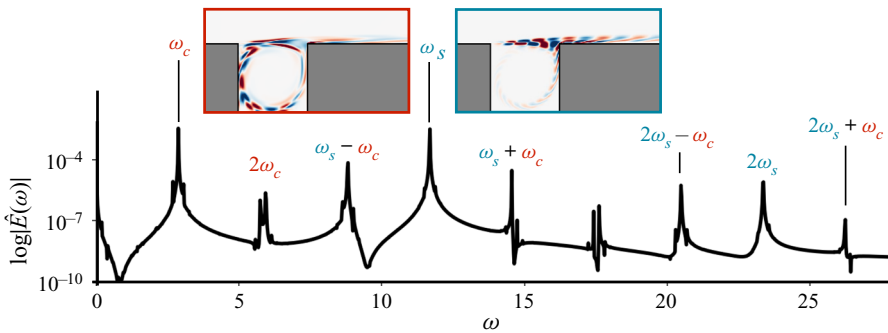 ω_c
ω_s
2ω_c
ω_s − ω_c
ω_s + ω_c
2ω_s − ω_c
2ω_s
2ω_s + ω_c
log|Ê(ω)|
10⁻⁴
10⁻⁷
10⁻¹⁰
0 5 10 15 20 25
ω